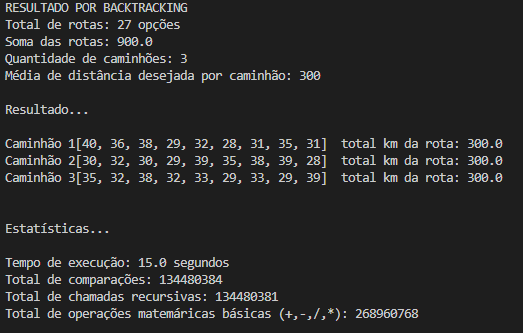 RESULTADO POR BACKTRACKING
Total de rotas: 27 opções
Soma das rotas: 900.0
Quantidade de caminhões: 3
Média de distância desejada por caminhão: 300
Resultado...
Caminhão 1[40, 36, 38, 29, 32, 28, 31, 35, 31]  total km da rota: 300.0
Caminhão 2[30, 32, 30, 29, 39, 35, 38, 39, 28]  total km da rota: 300.0
Caminhão 3[35, 32, 38, 32, 33, 29, 33, 29, 39]  total km da rota: 300.0
Estatísticas...
Tempo de execução: 15.0 segundos
Total de comparações: 134480384
Total de chamadas recursivas: 134480381
Total de operações matemáricas básicas (+,-,/,*): 268960768